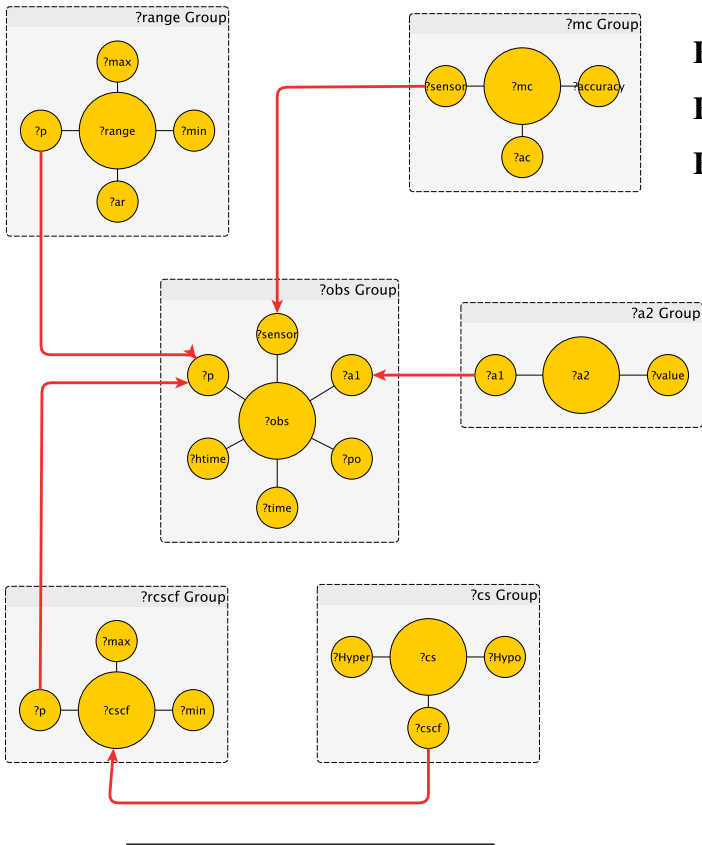 ?range Group
?max
?p
?range
?min
?ar
?mc Group
?sensor
?mc
?accuracy
?ac
?obs Group
?sensor
?p
?a1
?obs
?htime
?po
?time
?a2 Group
?a1
?a2
?value
?rcscf Group
?max
?p
?cscf
?min
?cs Group
?Hyper
?cs
?Hypo
?cscf